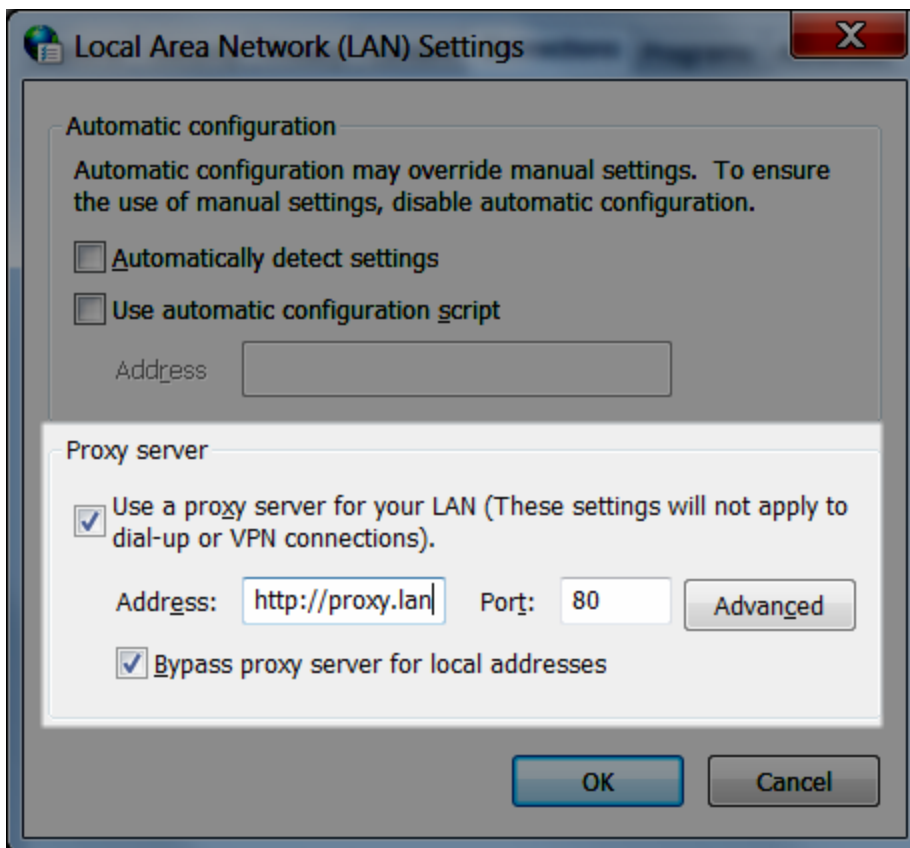 Local Area Network (LAN) Settings
Automatic configuration
Automatic configuration may override manual settings. To ensure
the use of manual settings, disable automatic configuration.
Automatically detect settings
Use automatic configuration script
Address
Proxy server
Use a proxy server for your LAN (These settings will not apply to
dial-up or VPN connections).
Address: http://proxy.lan Port: 80 Advanced
Bypass proxy server for local addresses
OK Cancel